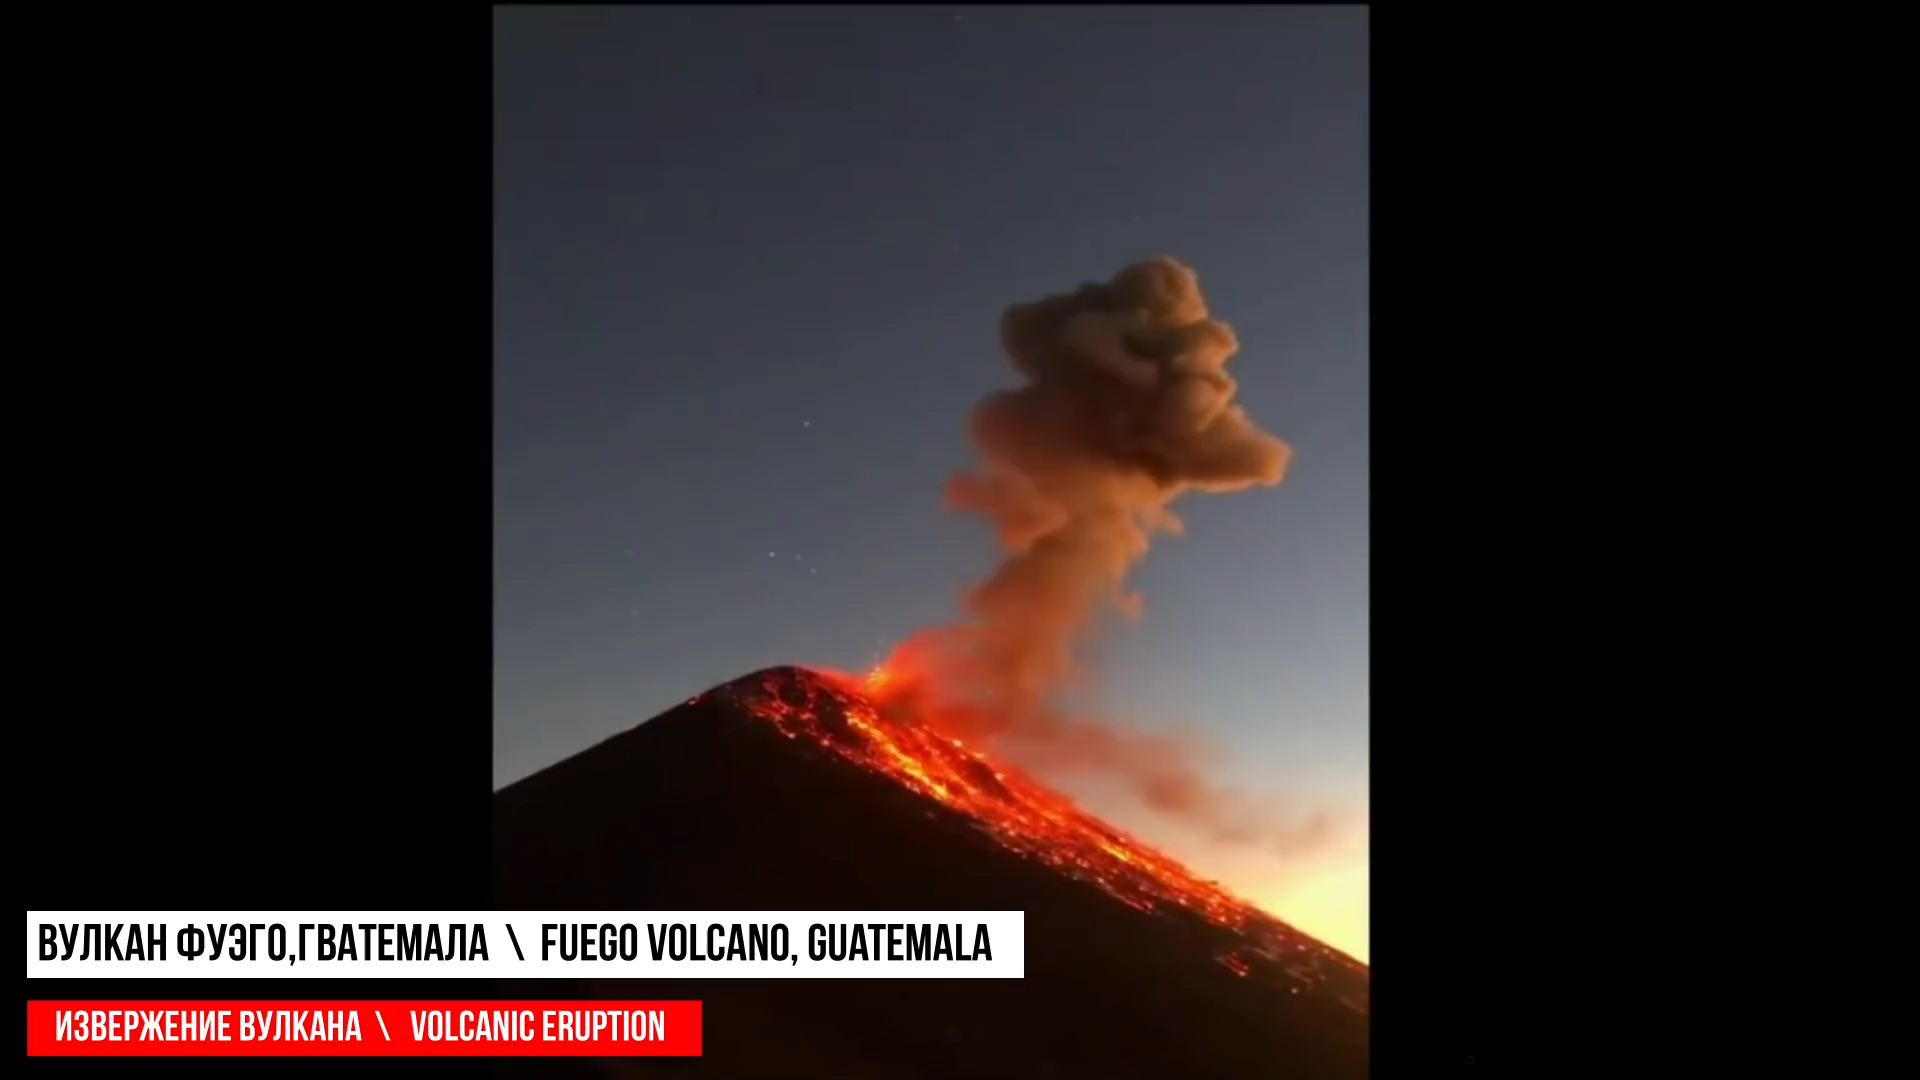 ВУЛКАН ФУЭГО,ГВАТЕМАЛА \ FUEGO VOLCANO, GUATEMALA
ИЗВЕРЖЕНИЕ ВУЛКАНА \ VOLCANIC ERUPTION